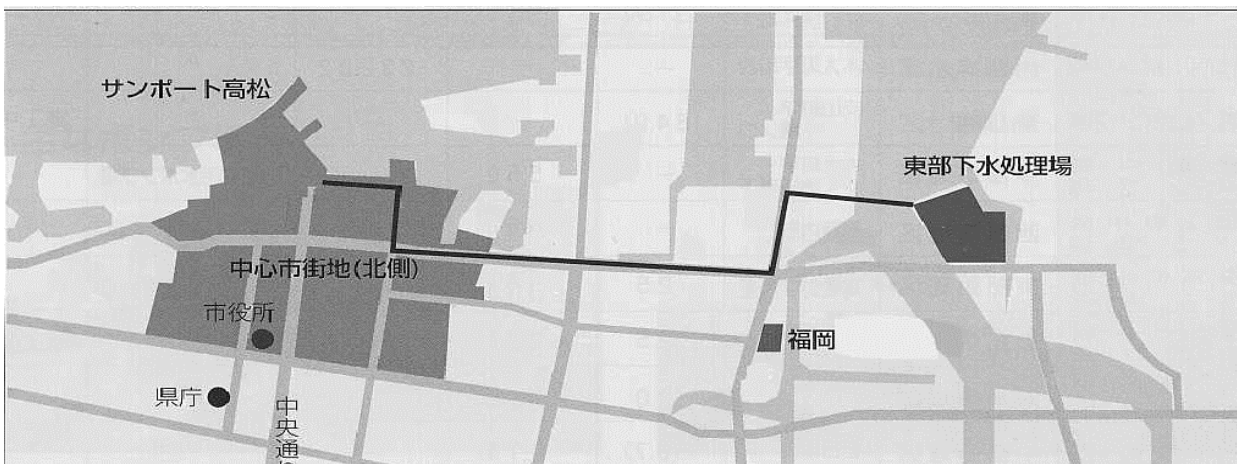 サンポート高松
東部下水処理場
中心市街地(北側)
市役所
福岡
県庁
中央通り